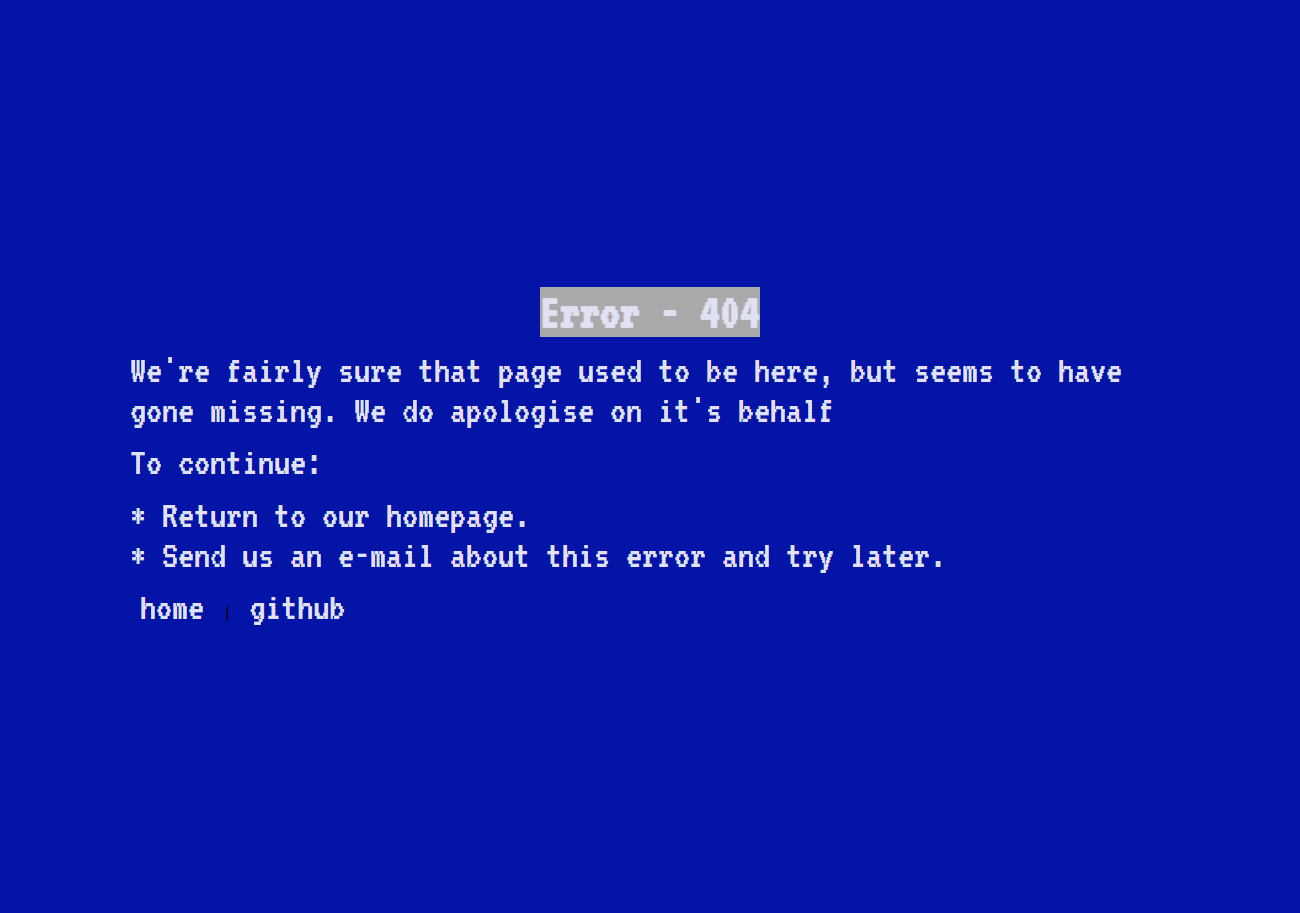 Error - 404
We're fairly sure that page used to be here, but seems to have
gone missing. We do apologise on it's behalf
To continue:
* Return to our homepage.
* Send us an e-mail about this error and try later.
home | github